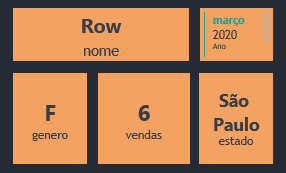 Row
nome
março
2020
Ano
F
genero
6
vendas
São
Paulo
estado